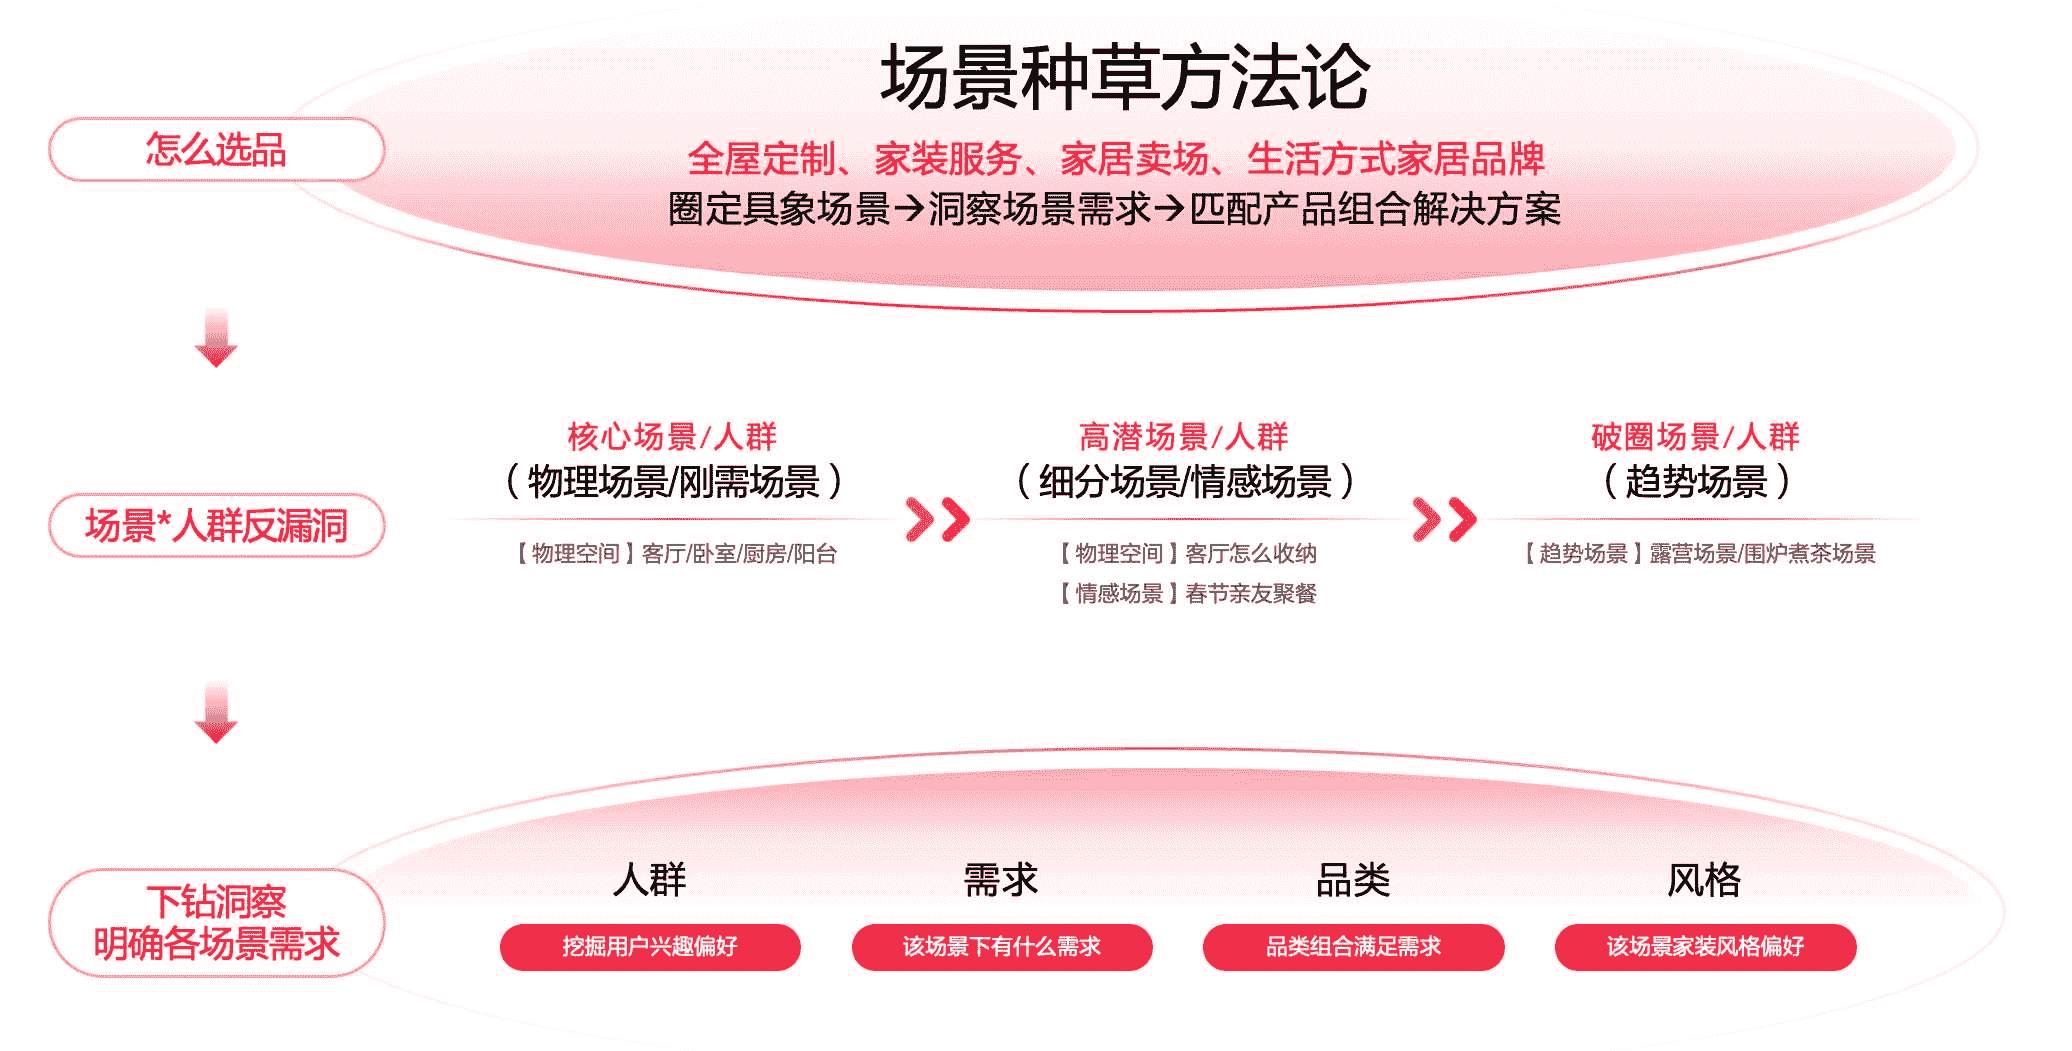 场景种草方法论
怎么选品
全屋定制、家装服务、家居卖场、生活方式家居品牌
圈定具象场景→洞察场景需求→匹配产品组合解决方案
场景*人群反漏洞
核心场景/人群
（物理场景/刚需场景）
【物理空间】客厅/卧室/厨房/阳台
高潜场景/人群
（细分场景/情感场景）
【物理空间】客厅怎么收纳
【情感场景】春节亲友聚餐
破圈场景/人群
（趋势场景）
【趋势场景】露营场景/围炉煮茶场景
下钻洞察
明确各场景需求
人群
挖掘用户兴趣偏好
需求
该场景下有什么需求
品类
品类组合满足需求
风格
该场景家装风格偏好